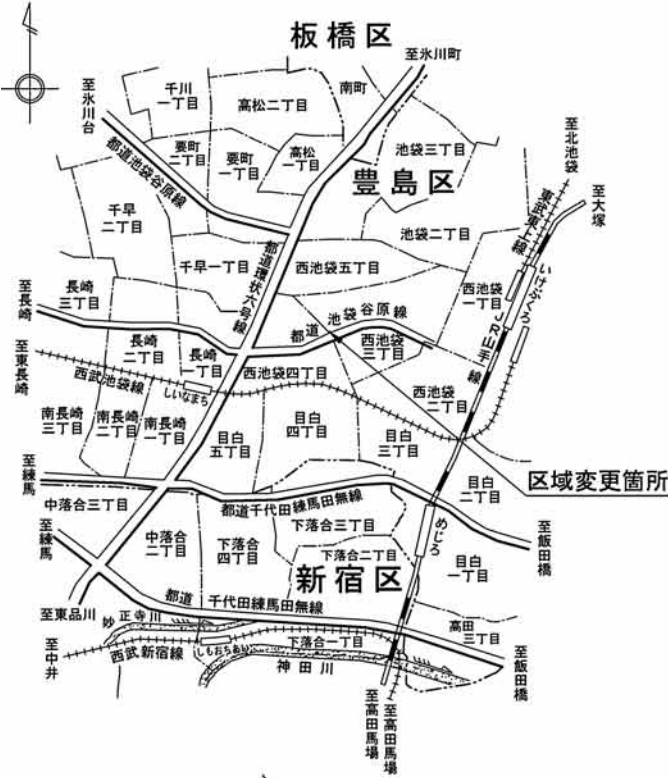 板橋区
至氷川町
千川
一丁目
高松二丁目
南町
至氷川台
要町
二丁目
要町
一丁目
高松
一丁目
池袋三丁目
至北池袋
都道池袋谷原線
豊島区
東武東上線
至大塚
千早
二丁目
池袋二丁目
都道環状六号線
千早一丁目
西池袋五丁目
いけぶくろ
長崎
三丁目
西池袋
一丁目
至長崎
都道
池袋谷原線
JR山手線
長崎
二丁目
長崎
一丁目
西池袋
三丁目
至東長崎
西武池袋線
しいなまち
西池袋四丁目
西池袋
二丁目
南長崎
三丁目
南長崎
二丁目
南長崎
一丁目
目白
五丁目
目白
四丁目
目白
三丁目
至練馬
目白
二丁目
区域変更箇所
中落合三丁目
都道千代田練馬田無線
めじろ
至練馬
中落合
二丁目
下落合
四丁目
下落合三丁目
至飯田橋
下落合二丁目
新宿区
目白
一丁目
都道 千代田練馬田無線
至東品川
妙正寺川
高田
三丁目
至中井
西武新宿線
しもおちあい
下落合一丁目
神田川
至飯田橋
至高田馬場
至高田馬場